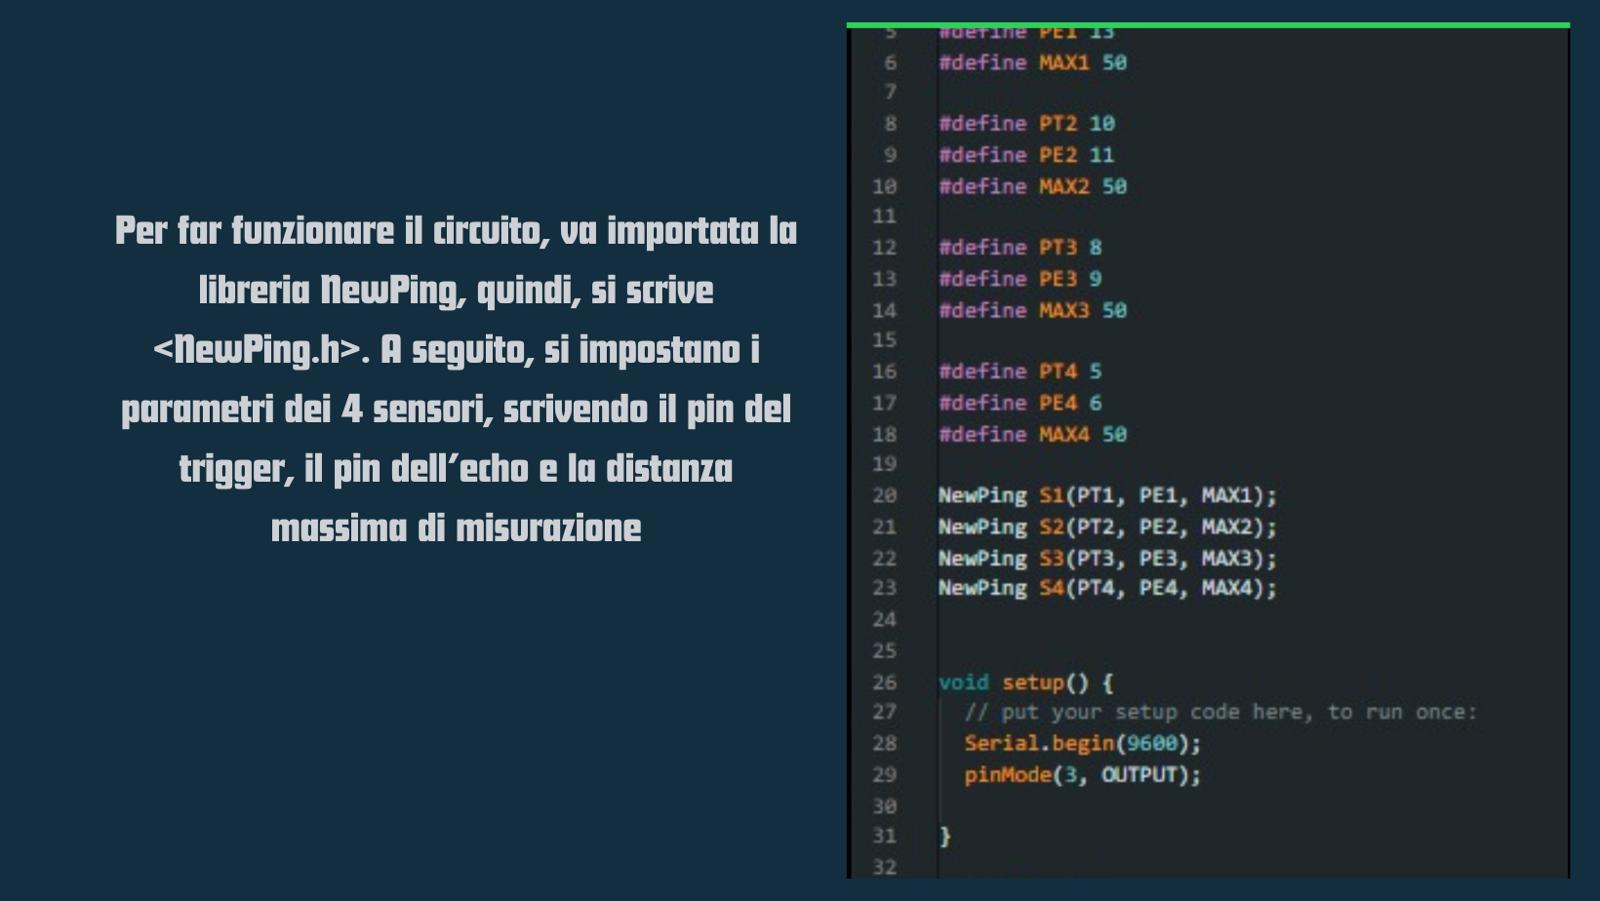 Per far funzionare il circuito, va importata la
libreria NewPing, quindi, si scrive
<NewPing.h>. A seguito, si impostano i
parametri dei 4 sensori, scrivendo il pin del
trigger, il pin dell'echo e la distanza
massima di misurazione
5 #define PE1 13
6 #define MAX1 50
7
8 #define PT2 10
9 #define PE2 11
10 #define MAX2 50
11
12 #define PT3 8
13 #define PE3 9
14 #define MAX3 50
15
16 #define PT4 5
17 #define PE4 6
18 #define MAX4 50
19
20 NewPing S1(PT1, PE1, MAX1);
21 NewPing S2(PT2, PE2, MAX2);
22 NewPing S3(PT3, PE3, MAX3);
23 NewPing S4(PT4, PE4, MAX4);
24
25
26 void setup() {
27 // put your setup code here, to run once:
28 Serial.begin(9600);
29 pinMode(3, OUTPUT);
30
31 }
32